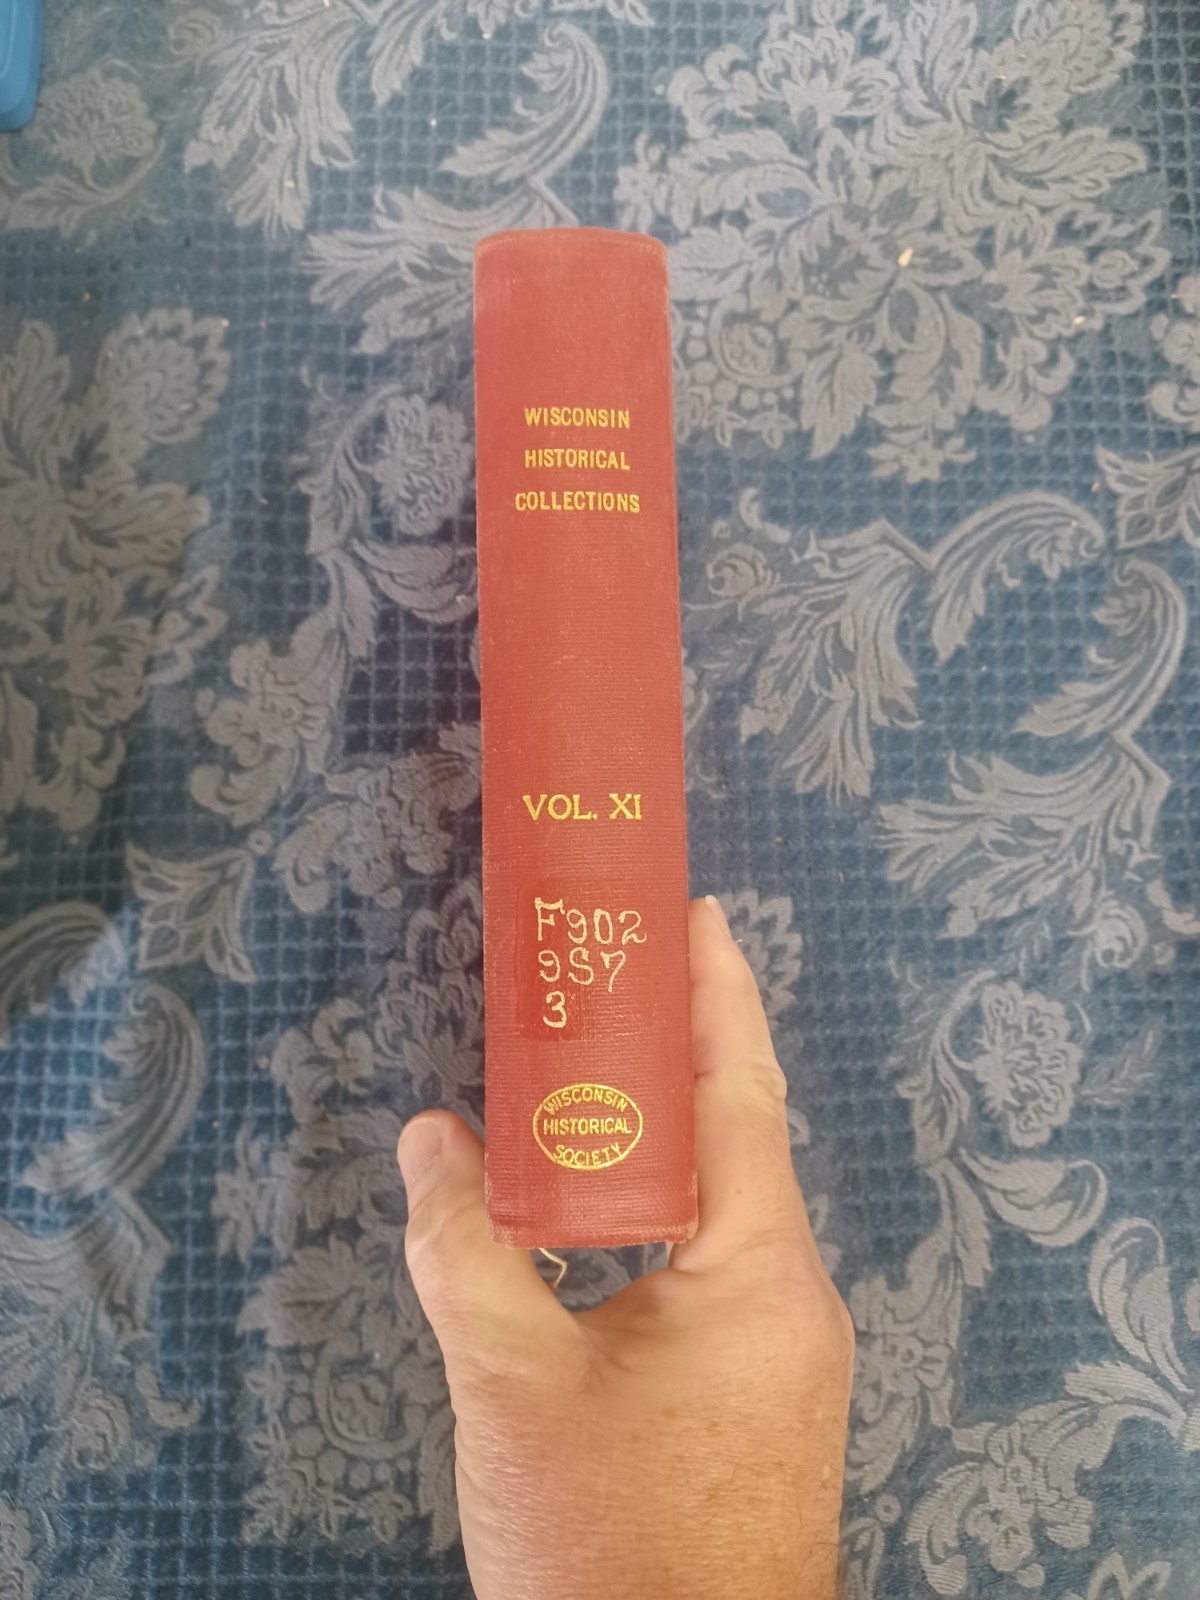 WISCONSIN
HISTORICAL
COLLECTIONS
VOL. XI
F902
9S7
3
WISCONSIN
HISTORICAL
SOCIETY